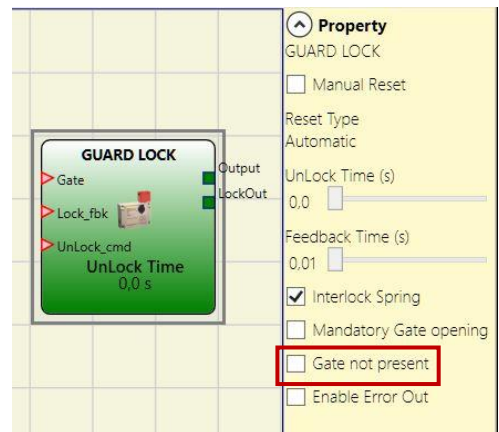 GUARD LOCK
Gate
Lock_fbk
UnLock_cmd
Output
LockOut
UnLock Time
0,0 s
Property
GUARD LOCK
Manual Reset
Reset Type
Automatic
UnLock Time (s)
0,0
Feedback Time (s)
0,01
Interlock Spring
Mandatory Gate opening
Gate not present
Enable Error Out